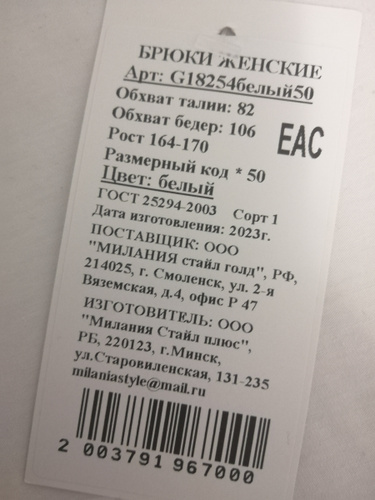 БРЮКИ ЖЕНСКИЕ
Арт: G18254белый50
Обхват талии: 82
Обхват бедер: 106
Рост 164-170
EAC
Размерный код * 50
Цвет: белый
ГОСТ 25294-2003 Сорт 1
Дата изготовления: 2023г.
ПОСТАВЩИК: ООО
"МИЛАНИЯ стайл голд", РФ,
214025, г. Смоленск, ул. 2-я
Вяземская, д.4, офис Р 47
ИЗГОТОВИТЕЛЬ: ООО
"Милания Стайл плюс",
РБ, 220123, г.Минск,
ул.Старовиленская, 131-235
milaniastyle@mail.ru
2 003791 967000